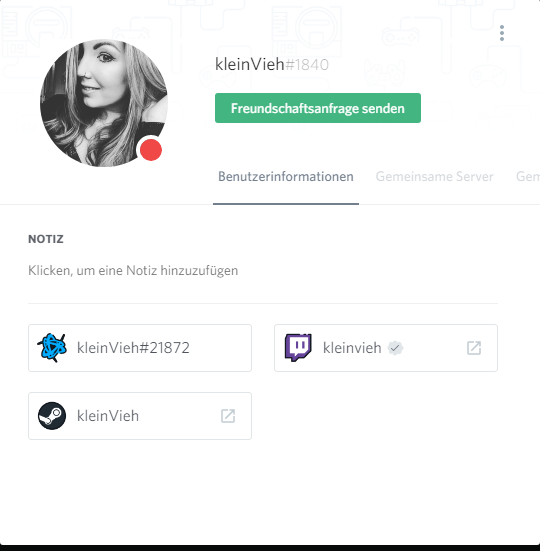 kleinVieh#1840
Freundschaftsanfrage senden
Benutzerinformationen Gemeinsame Server Gem
NOTIZ
Klicken, um eine Notiz hinzuzufügen
kleinVieh#21872 kleinvieh
kleinVieh